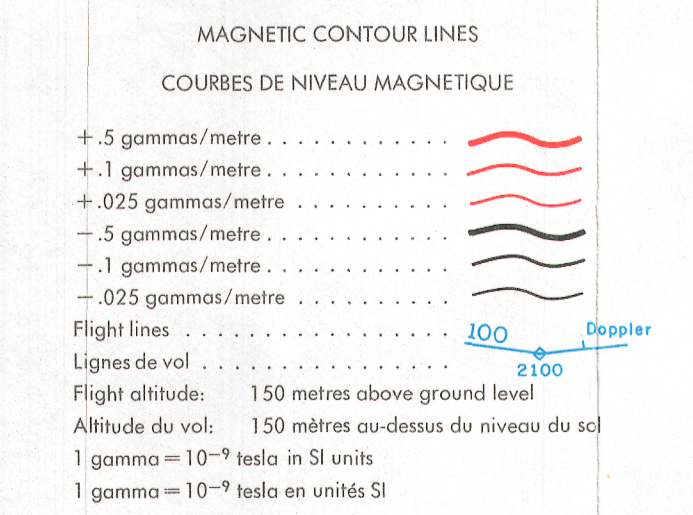 MAGNETIC CONTOUR LINES
COURBES DE NIVEAU MAGNETIQUE
+.5 gammas/metre . . . . . . . . . . . .
+.1 gammas/metre . . . . . . . . . . . .
+.025 gammas/metre . . . . . . . . . . .
−.5 gammas/metre . . . . . . . . . . . .
−.1 gammas/metre . . . . . . . . . . . .
−.025 gammas/metre . . . . . . . . . . .
Flight lines . . . . . . . . . . . . . . . 100 Doppler
Lignes de vol . . . . . . . . . . . . . . 2100
Flight altitude: 150 metres above ground level
Altitude du vol: 150 mètres au-dessus du niveau du sol
1 gamma = 10⁻⁹ tesla in SI units
1 gamma = 10⁻⁹ tesla en unités SI